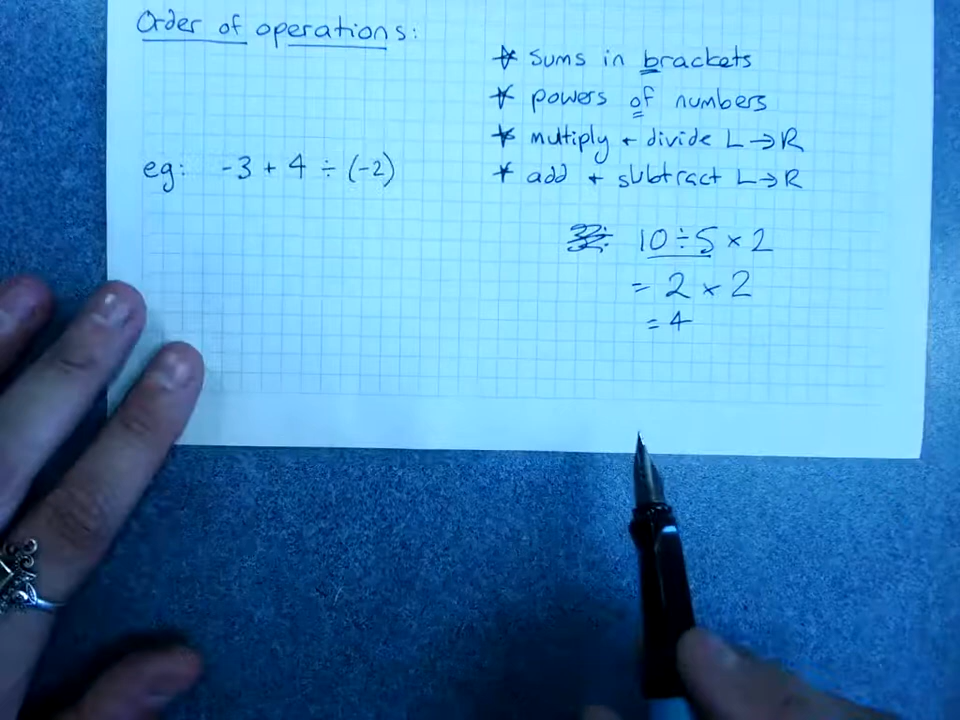 Order of operations:
* sums in brackets
* powers of numbers
* multiply + divide L→R
* add + subtract L→R
eg: -3 + 4 ÷ (-2)
10 ÷ 5 × 2
= 2 × 2
= 4